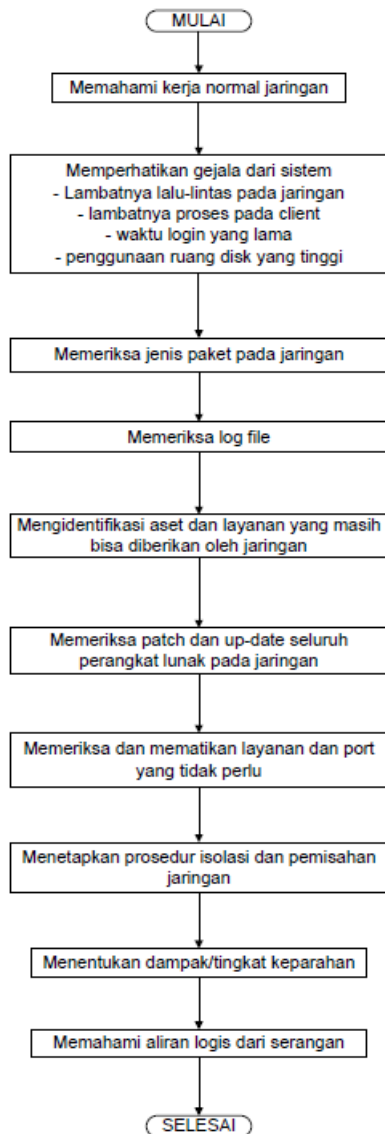 MULAI
Memahami kerja normal jaringan
Memperhatikan gejala dari sistem
- Lambatnya lalu-lintas pada jaringan
- lambatnya proses pada client
- waktu login yang lama
- penggunaan ruang disk yang tinggi
Memeriksa jenis paket pada jaringan
Memeriksa log file
Mengidentifikasi aset dan layanan yang masih
bisa diberikan oleh jaringan
Memeriksa patch dan up-date seluruh
perangkat lunak pada jaringan
Memeriksa dan mematikan layanan dan port
yang tidak perlu
Menetapkan prosedur isolasi dan pemisahan
jaringan
Menentukan dampak/tingkat keparahan
Memahami aliran logis dari serangan
SELESAI